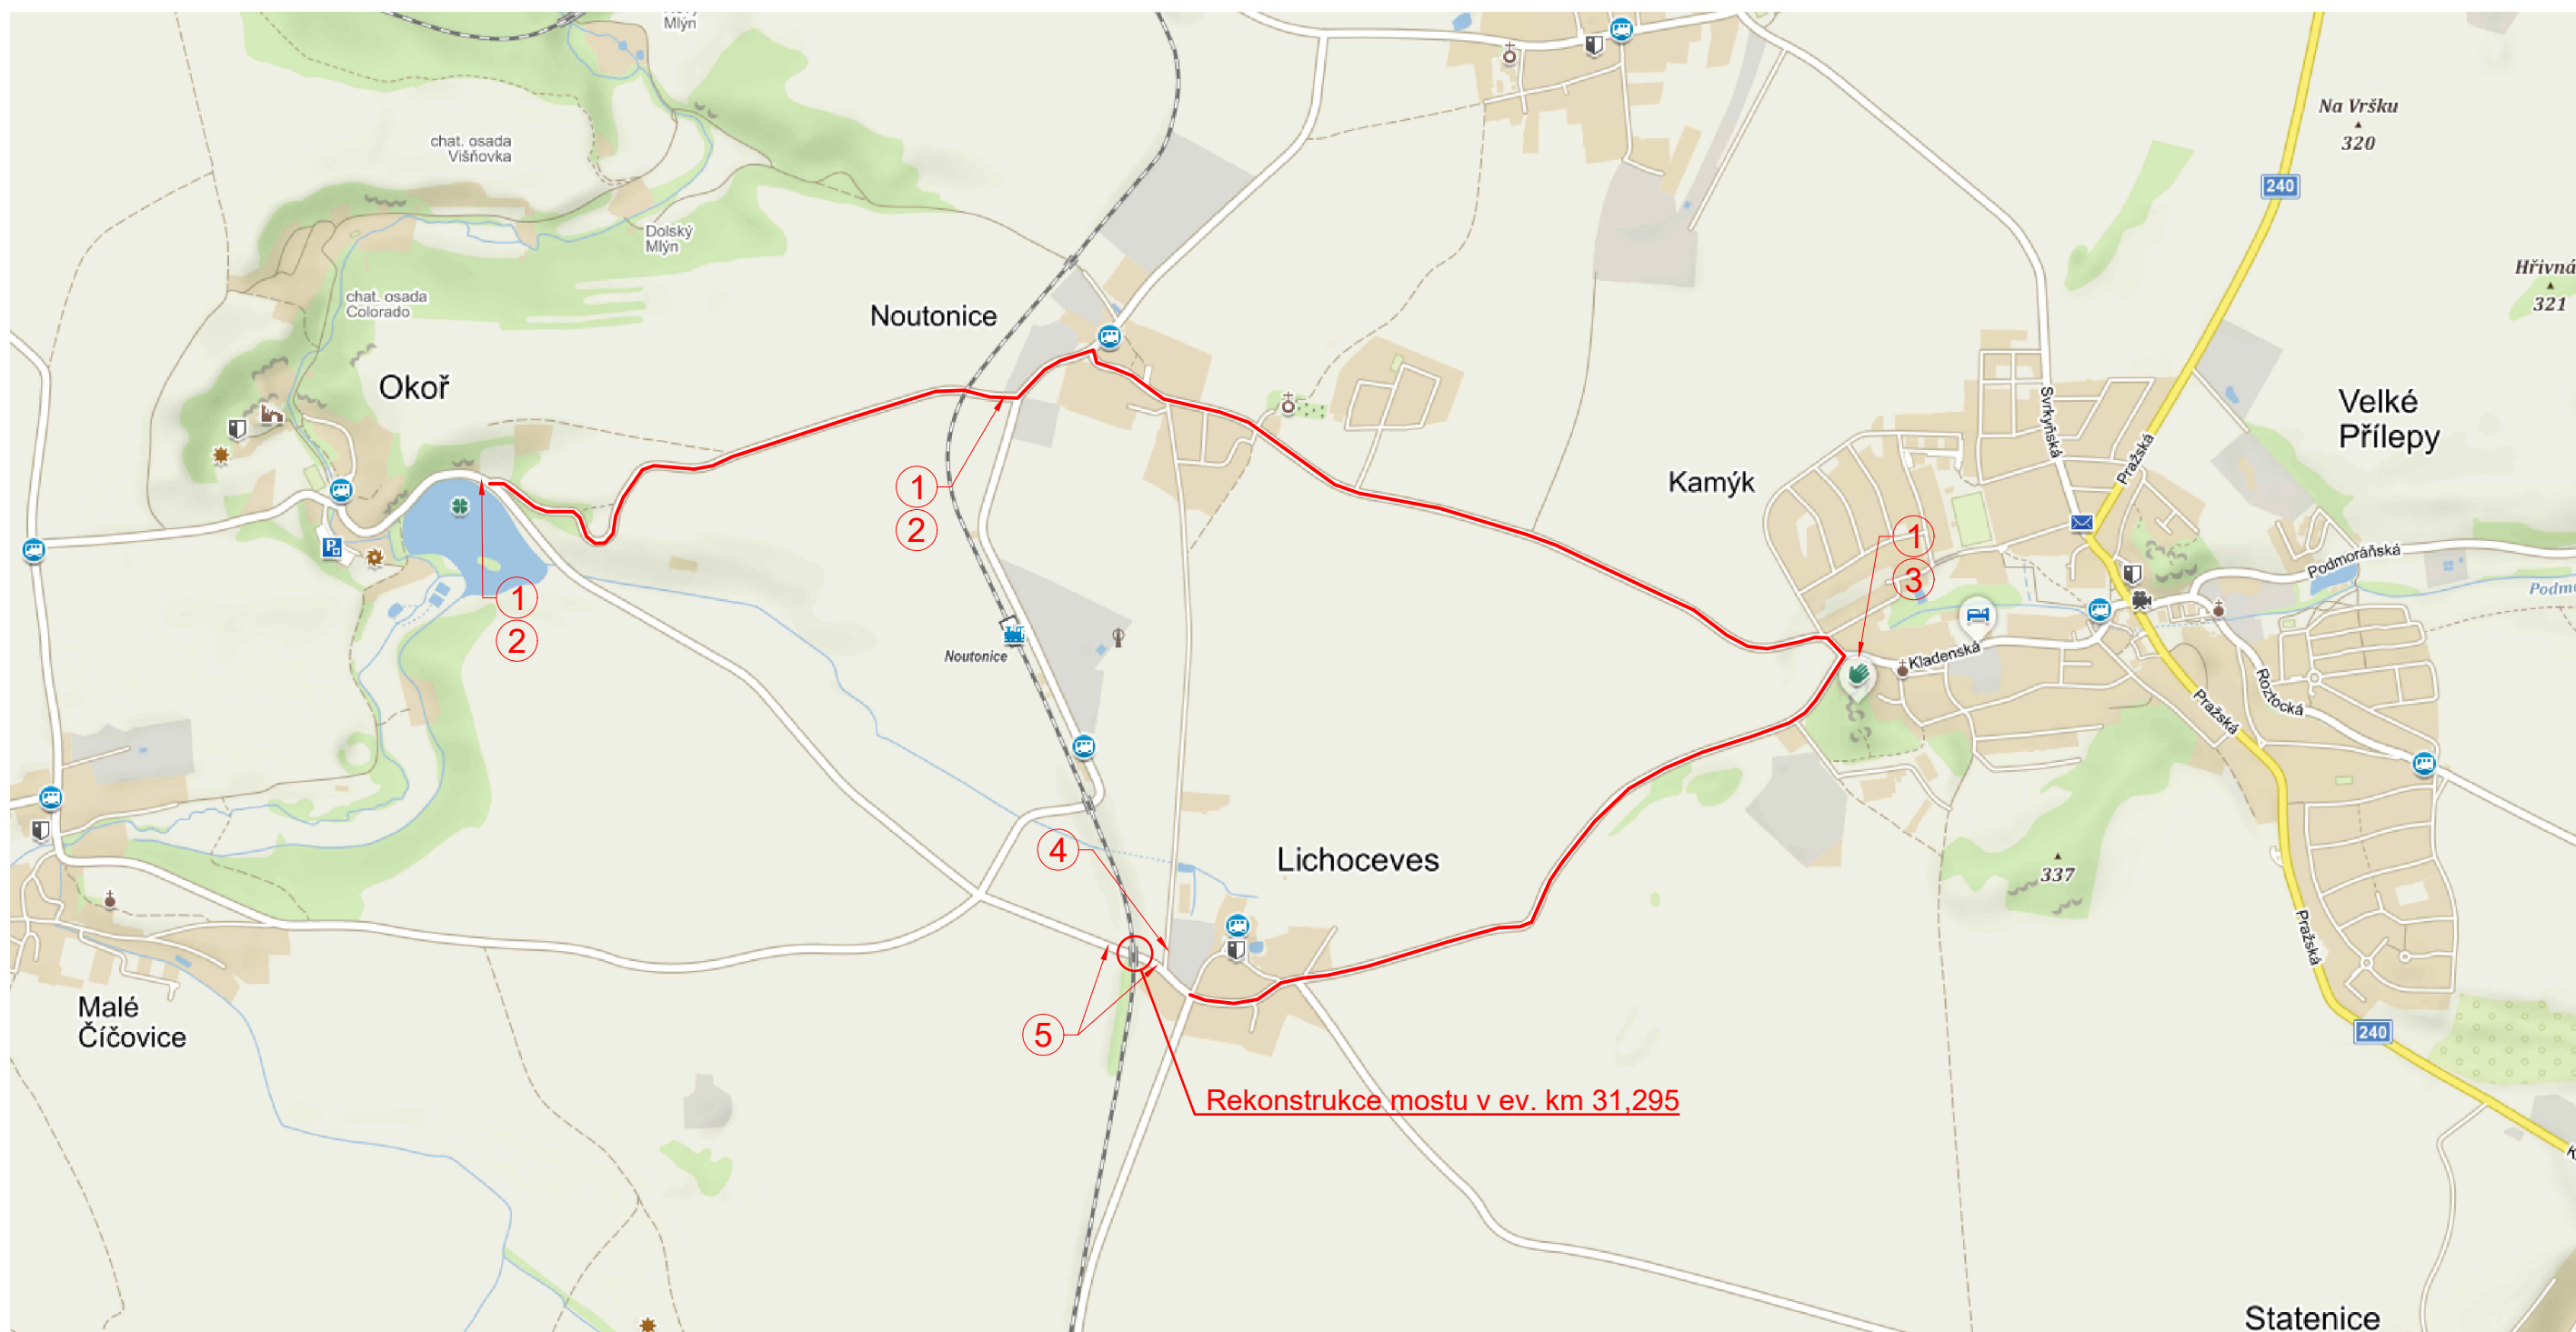 Nový
Mlýn
Na Vršku
320
chat. osada
Višňovka
240
Dolský
Mlýn
Hřivná
321
chat. osada
Colorado
Noutonice
Okoř
Velké
Přílepy
Svrkyňská
Pražská
Kamýk
1
2
1
3
Podmoráňská
Podmo
1
2
P
Noutonice
Kladenská
Roztocká
Pražská
4
Lichoceves
337
Pražská
5
Malé
Číčovice
240
Rekonstrukce mostu v ev. km 31,295
Statenice